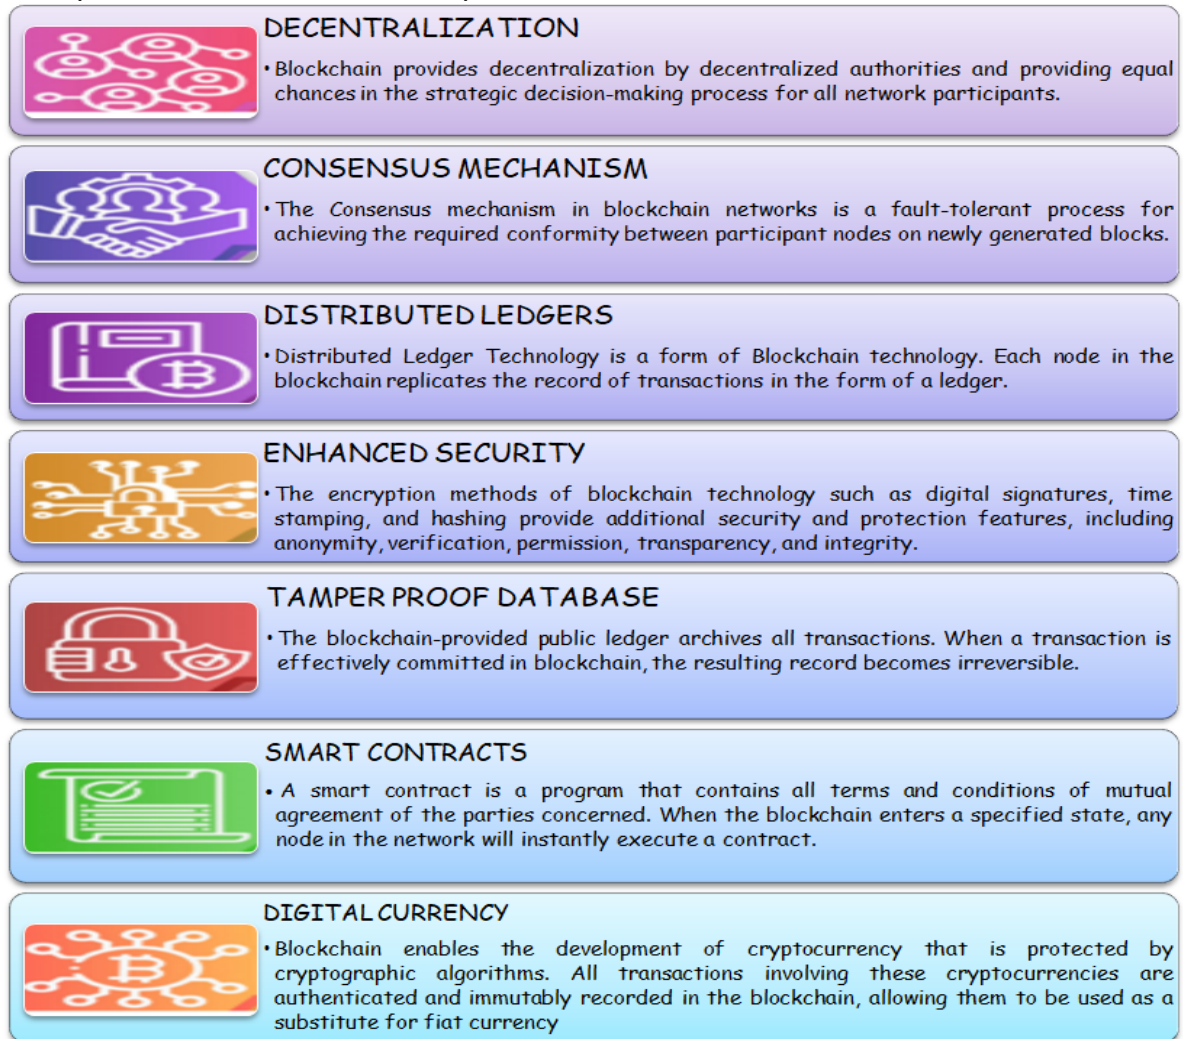 DECENTRALIZATION
• Blockchain provides decentralization by decentralized authorities and providing equal
chances in the strategic decision-making process for all network participants.
CONSENSUS MECHANISM
• The Consensus mechanism in blockchain networks is a fault-tolerant process for
achieving the required conformity between participant nodes on newly generated blocks.
DISTRIBUTED LEDGERS
• Distributed Ledger Technology is a form of Blockchain technology. Each node in the
blockchain replicates the record of transactions in the form of a ledger.
ENHANCED SECURITY
• The encryption methods of blockchain technology such as digital signatures, time
stamping, and hashing provide additional security and protection features, including
anonymity, verification, permission, transparency, and integrity.
TAMPER PROOF DATABASE
• The blockchain-provided public ledger archives all transactions. When a transaction is
effectively committed in blockchain, the resulting record becomes irreversible.
SMART CONTRACTS
• A smart contract is a program that contains all terms and conditions of mutual
agreement of the parties concerned. When the blockchain enters a specified state, any
node in the network will instantly execute a contract.
DIGITAL CURRENCY
• Blockchain enables the development of cryptocurrency that is protected by
cryptographic algorithms. All transactions involving these cryptocurrencies are
authenticated and immutably recorded in the blockchain, allowing them to be used as a
substitute for fiat currency